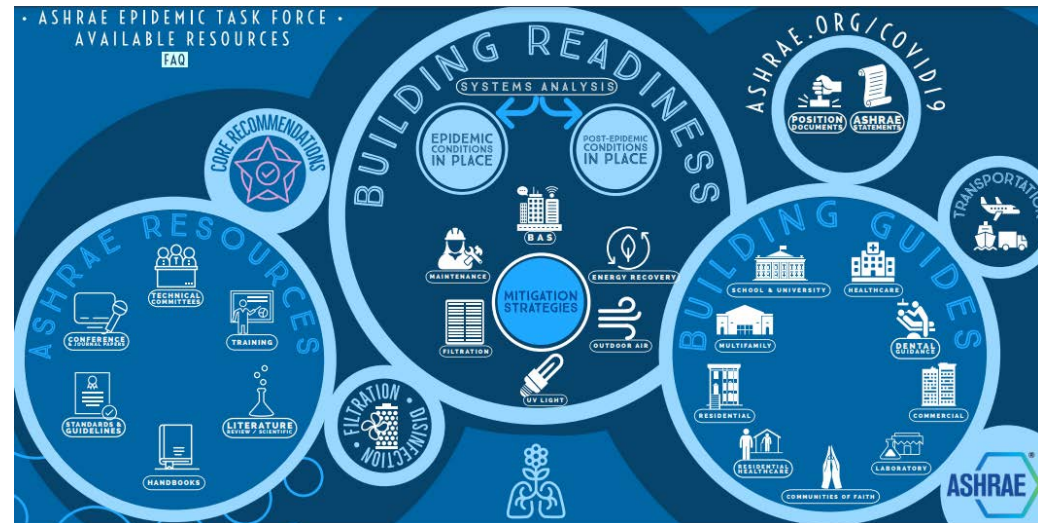 • ASHRAE EPIDEMIC TASK FORCE •
AVAILABLE RESOURCES
FAQ
CORE RECOMMENDATIONS
ASHRAE RESOURCES
TECHNICAL
COMMITTEES
CONFERENCE
& JOURNAL PAPERS
TRAINING
STANDARDS &
GUIDELINES
LITERATURE
REVIEW / SCIENTIFIC
HANDBOOKS
BUILDING READINESS
SYSTEMS ANALYSIS
EPIDEMIC
CONDITIONS
IN PLACE
POST-EPIDEMIC
CONDITIONS
IN PLACE
BAS
MAINTENANCE
ENERGY RECOVERY
MITIGATION
STRATEGIES
FILTRATION
OUTDOOR AIR
UV LIGHT
• FILTRATION • DISINFECTION
ASHRAE.ORG/COVID19
POSITION
DOCUMENTS
ASHRAE
STATEMENTS
TRANSPORTATION
BUILDING GUIDES
SCHOOL & UNIVERSITY
HEALTHCARE
MULTIFAMILY
DENTAL
GUIDANCE
RESIDENTIAL
COMMERCIAL
RESIDENTIAL
HEALTHCARE
LABORATORY
COMMUNITIES OF FAITH
ASHRAE®